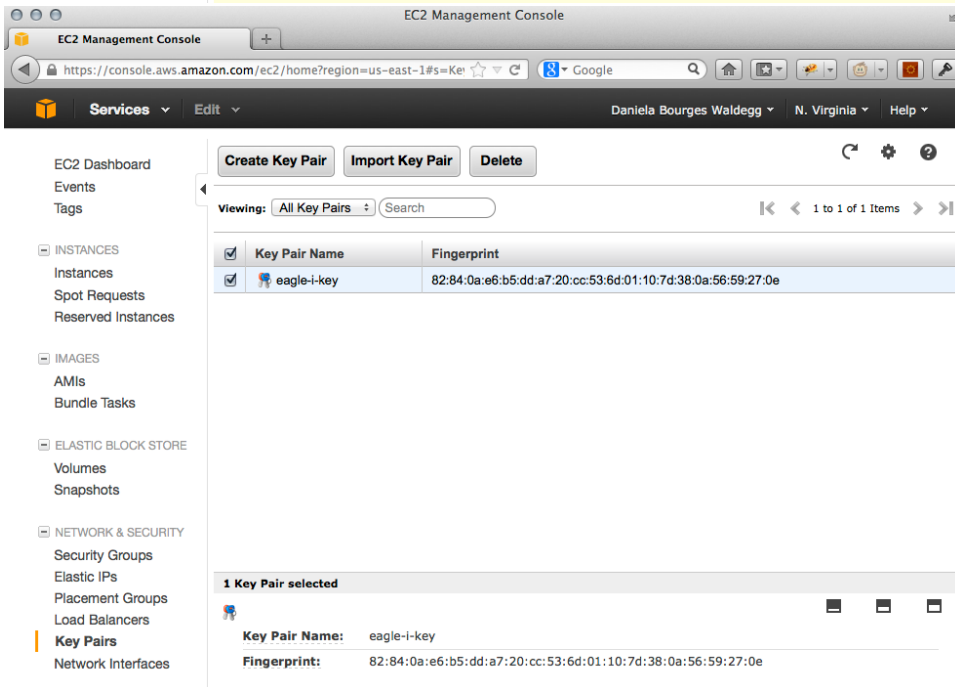 EC2 Management Console
EC2 Management Console
https://console.aws.amazon.com/ec2/home?region=us-east-1#s=Ke
Google
Services Edit Daniela Bourges Waldegg N. Virginia Help
EC2 Dashboard
Events
Tags
INSTANCES
Instances
Spot Requests
Reserved Instances
IMAGES
AMIs
Bundle Tasks
ELASTIC BLOCK STORE
Volumes
Snapshots
NETWORK & SECURITY
Security Groups
Elastic IPs
Placement Groups
Load Balancers
Key Pairs
Network Interfaces
Create Key Pair Import Key Pair Delete
Viewing: All Key Pairs Search 1 to 1 of 1 Items
Key Pair Name Fingerprint
eagle-i-key 82:84:0a:e6:b5:dd:a7:20:cc:53:6d:01:10:7d:38:0a:56:59:27:0e
1 Key Pair selected
Key Pair Name: eagle-i-key
Fingerprint: 82:84:0a:e6:b5:dd:a7:20:cc:53:6d:01:10:7d:38:0a:56:59:27:0e